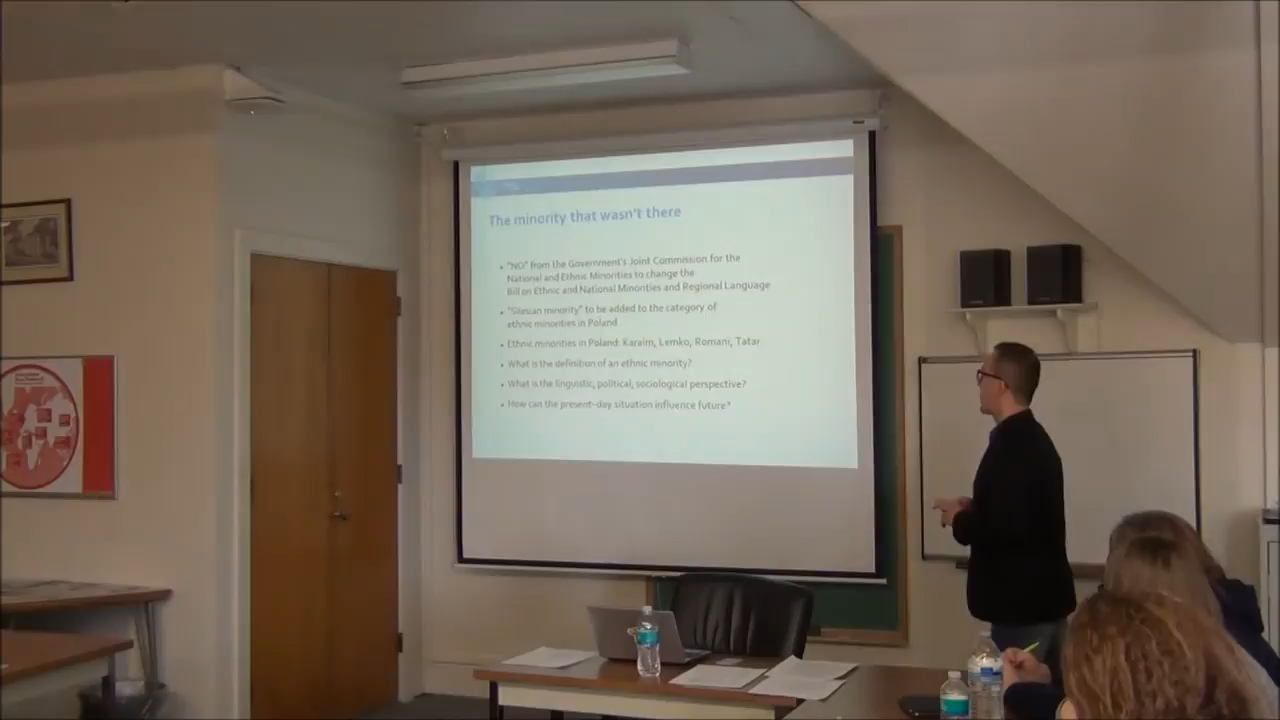 The minority that wasn't there
• "NO" from the Government's Joint Commission for the
National and Ethnic Minorities to change the
Bill on Ethnic and National Minorities and Regional Language
• "Silesian minority" to be added to the category of
ethnic minorities in Poland
• Ethnic minorities in Poland: Karaim, Lemko, Romani, Tatar
• What is the definition of an ethnic minority?
• What is the linguistic, political, sociological perspective?
• How can the present-day situation influence future?